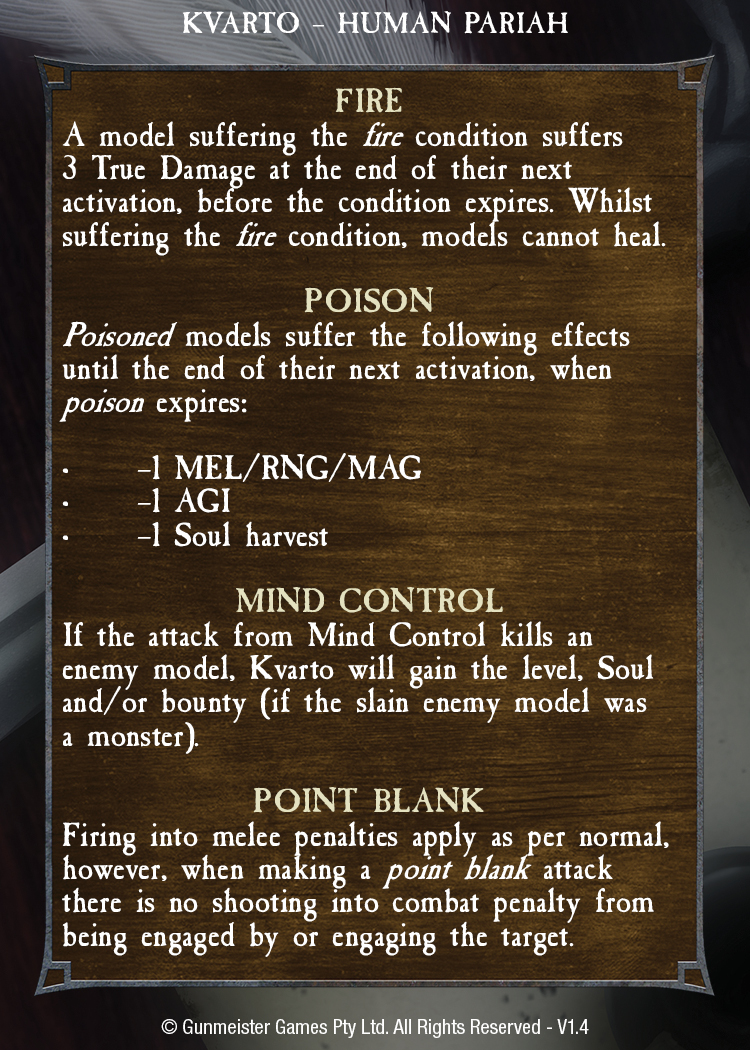 KVARTO – HUMAN PARIAH
FIRE
A model suffering the fire condition suffers
3 True Damage at the end of their next
activation, before the condition expires. Whilst
suffering the fire condition, models cannot heal.
POISON
Poisoned models suffer the following effects
until the end of their next activation, when
poison expires:
• –1 MEL/RNG/MAG
• –1 AGI
• –1 Soul harvest
MIND CONTROL
If the attack from Mind Control kills an
enemy model, Kvarto will gain the level, Soul
and/or bounty (if the slain enemy model was
a monster).
POINT BLANK
Firing into melee penalties apply as per normal,
however, when making a point blank attack
there is no shooting into combat penalty from
being engaged by or engaging the target.
© Gunmeister Games Pty Ltd. All Rights Reserved - V1.4